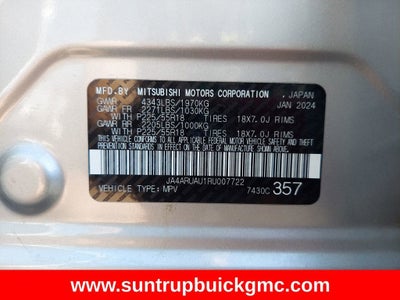 MFD.BY MITSUBISHI MOTORS CORPORATION , JAPAN
GVWR 4343LBS/1970KG JAN 2024
GAWR FR 2271LBS/1030KG
WITH P225/55R18 TIRES 18X7.0J RIMS
GAWR RR 2205LBS/1000KG
WITH P225/55R18 TIRES 18X7.0J RIMS
THIS VEHICLE CONFORMS TO ALL APPLICABLE FEDERAL MOTOR
VEHICLE SAFETY AND THEFT PREVENTION STANDARDS IN
EFFECT ON THE DATE OF MANUFACTURE SHOWN ABOVE.
JA4ARUAU1RU007722
VEHICLE TYPE: MPV 7430C 357
www.suntrupbuickgmc.com